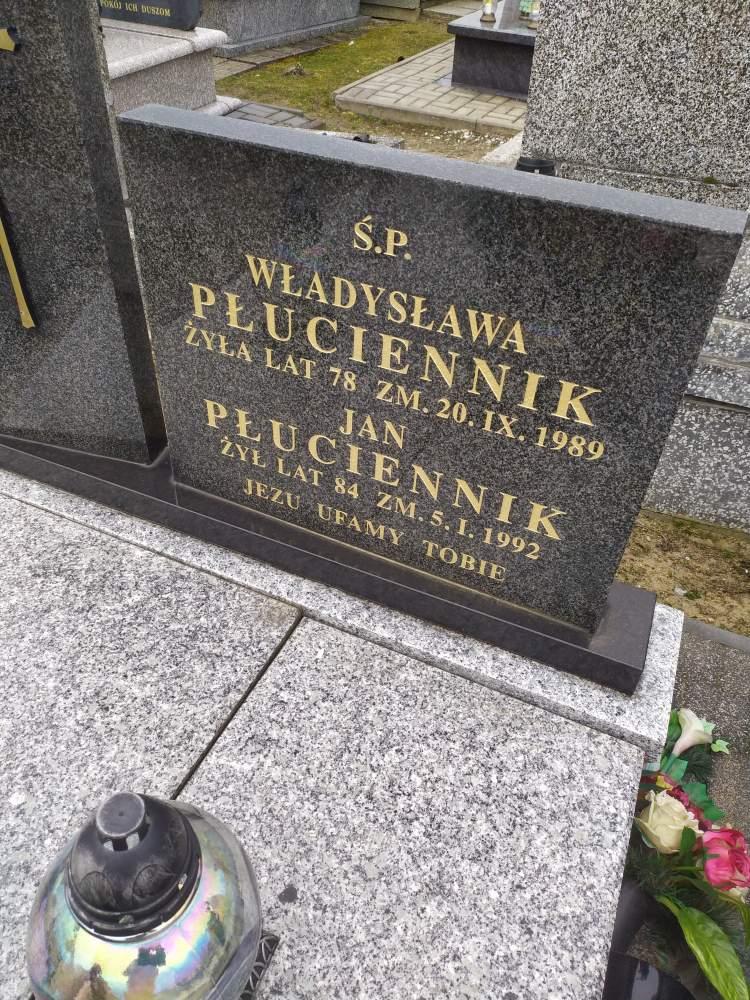 POKÓJ ICH DUSZOM
Ś.P.
WŁADYSŁAWA
PŁUCIENNIK
ŻYŁA LAT 78 ZM. 20. IX. 1989
JAN
PŁUCIENNIK
ŻYŁ LAT 84 ZM. 5. I. 1992
JEZU UFAMY TOBIE